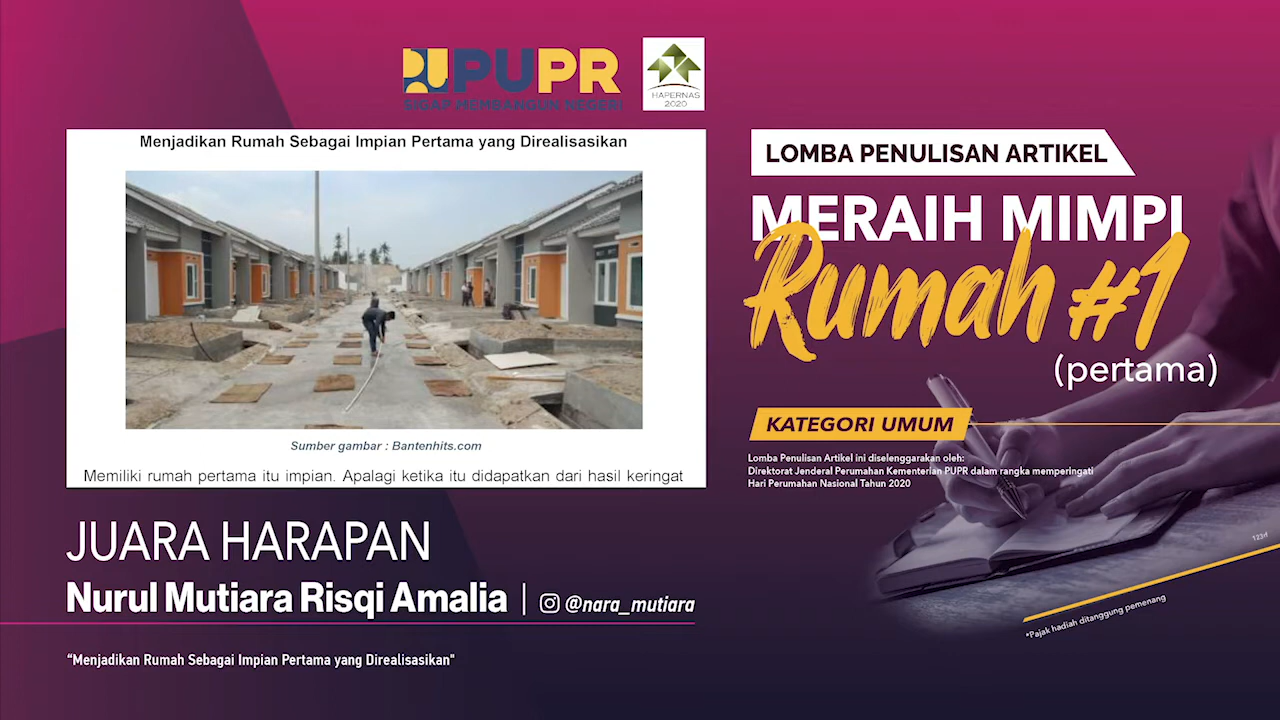 PUPR
SIGAP MEMBANGUN NEGERI
HAPERNAS
2020
Menjadikan Rumah Sebagai Impian Pertama yang Direalisasikan
Sumber gambar : Bantenhits.com
Memiliki rumah pertama itu impian. Apalagi ketika itu didapatkan dari hasil keringat
LOMBA PENULISAN ARTIKEL
MERAIH MIMPI
Rumah #1
(pertama)
KATEGORI UMUM
Lomba Penulisan Artikel ini diselenggarakan oleh:
Direktorat Jenderal Perumahan Kementerian PUPR dalam rangka memperingati
Hari Perumahan Nasional Tahun 2020
123rf
*Pajak hadiah ditanggung pemenang
JUARA HARAPAN
Nurul Mutiara Risqi Amalia | @nara_mutiara
“Menjadikan Rumah Sebagai Impian Pertama yang Direalisasikan"